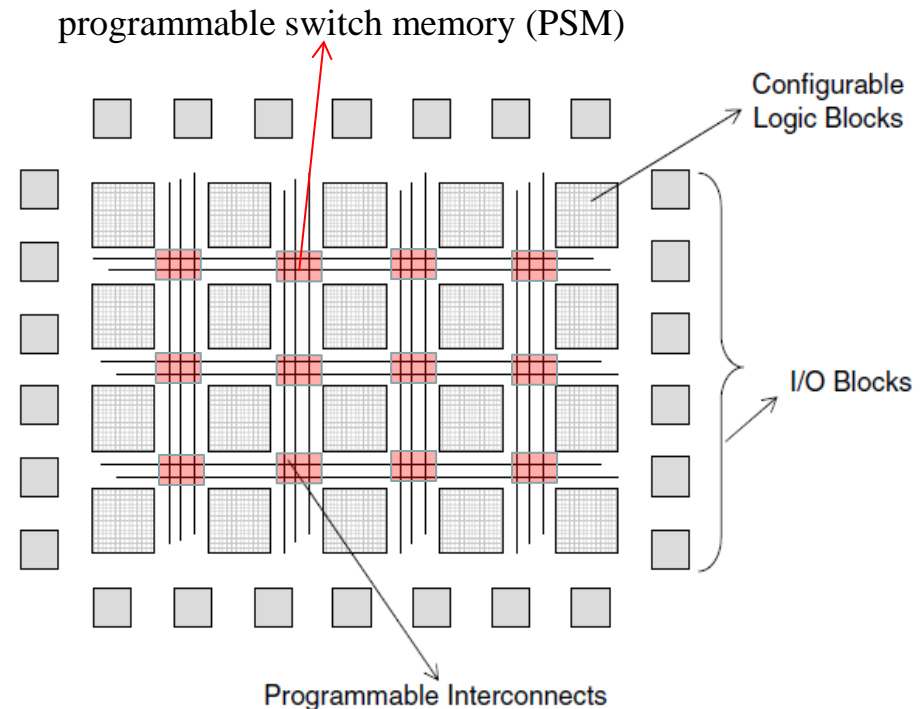 programmable switch memory (PSM)
Configurable
Logic Blocks
I/O Blocks
Programmable Interconnects